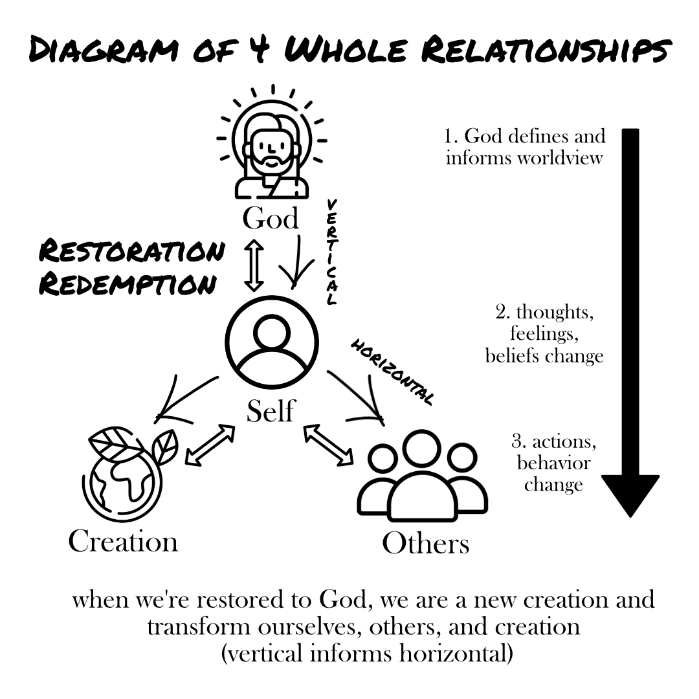 DIAGRAM OF 4 WHOLE RELATIONSHIPS
1. God defines and
informs worldview
God
VERTICAL
RESTORATION
REDEMPTION
2. thoughts,
feelings,
beliefs change
HORIZONTAL
Self
3. actions,
behavior
change
Creation
Others
when we're restored to God, we are a new creation and
transform ourselves, others, and creation
(vertical informs horizontal)